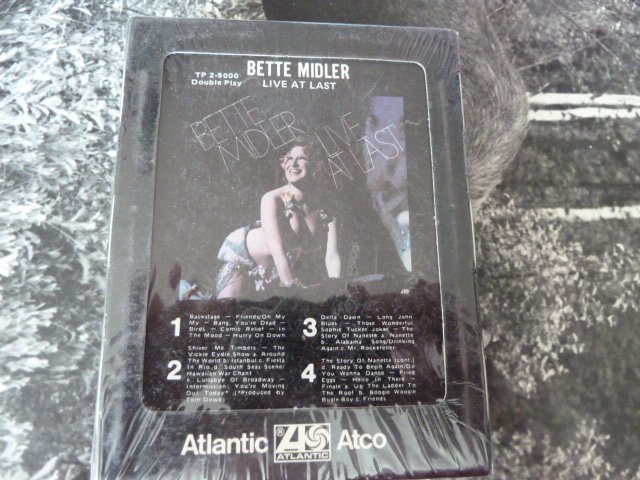 TP 2-9000 BETTE MIDLER
Double Play LIVE AT LAST
BETTE
MIDLER
LIVE
AT LAST
1
Backstage — Friends/Oh My
My — Bang, You're Dead —
Birds — Comic Relief — In
The Mood — Hurry On Down
2
Shiver Me Timbers — The
Vickie Eydie Show a. Around
The World b. Istanbul c. Fiesta
In Rio d. South Seas Scene/
Hawaiian War Chant
e. Lullabye Of Broadway —
Intermission: You're Moving
Out Today* (*Produced by
Tom Dowd)
3
Delta Dawn — Long John
Blues — Those Wonderful
Sophie Tucker Jokes — The
Story Of Nanette a. Nanette
b. Alabama Song/Drinking
Again c. Mr. Rockefeller
4
The Story Of Nanette (cont.)
d. Ready To Begin Again/Do
You Wanna Dance — Fried
Eggs — Hello In There —
Finale a. Up The Ladder To
The Roof b. Boogie Woogie
Bugle Boy c. Friends
Atlantic ATLANTIC Atco